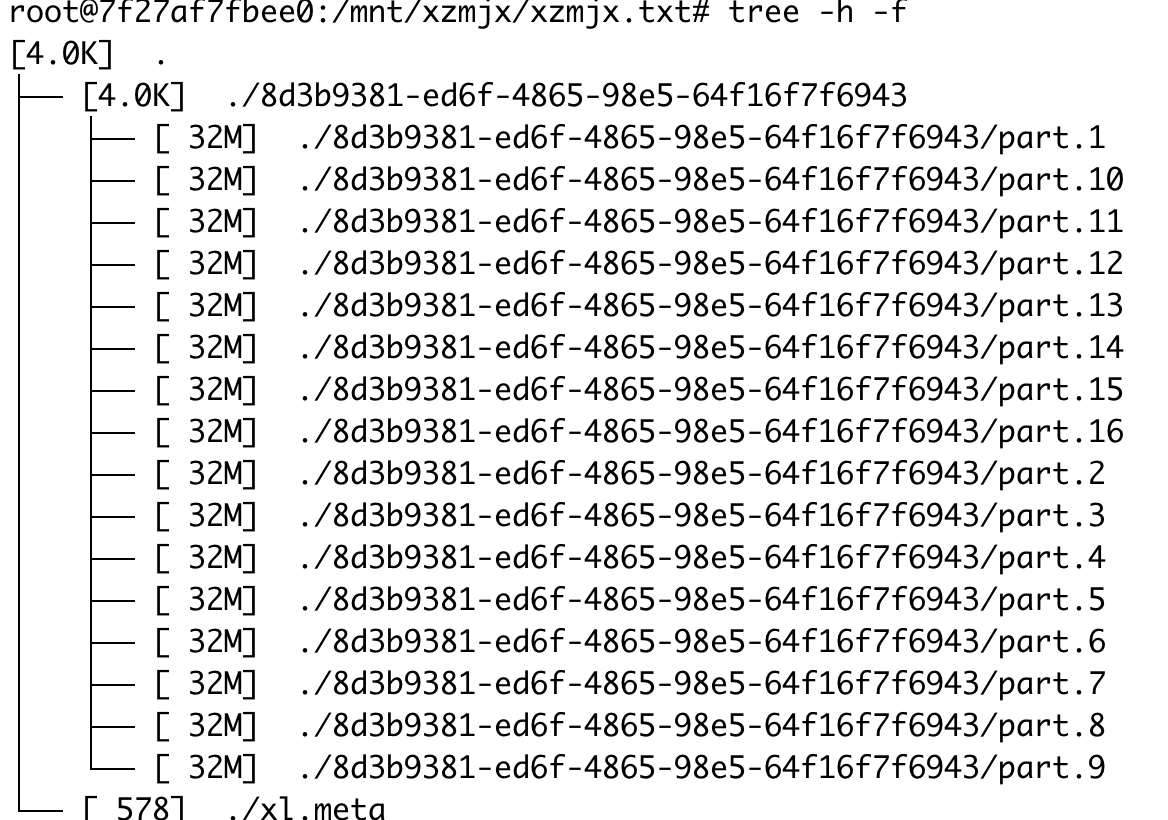 root@7f27af7fbee0:/mnt/xzmjx/xzmjx.txt# tree -h -f
[4.0K]  .
├── [4.0K]  ./8d3b9381-ed6f-4865-98e5-64f16f7f6943
│   ├── [ 32M]  ./8d3b9381-ed6f-4865-98e5-64f16f7f6943/part.1
│   ├── [ 32M]  ./8d3b9381-ed6f-4865-98e5-64f16f7f6943/part.10
│   ├── [ 32M]  ./8d3b9381-ed6f-4865-98e5-64f16f7f6943/part.11
│   ├── [ 32M]  ./8d3b9381-ed6f-4865-98e5-64f16f7f6943/part.12
│   ├── [ 32M]  ./8d3b9381-ed6f-4865-98e5-64f16f7f6943/part.13
│   ├── [ 32M]  ./8d3b9381-ed6f-4865-98e5-64f16f7f6943/part.14
│   ├── [ 32M]  ./8d3b9381-ed6f-4865-98e5-64f16f7f6943/part.15
│   ├── [ 32M]  ./8d3b9381-ed6f-4865-98e5-64f16f7f6943/part.16
│   ├── [ 32M]  ./8d3b9381-ed6f-4865-98e5-64f16f7f6943/part.2
│   ├── [ 32M]  ./8d3b9381-ed6f-4865-98e5-64f16f7f6943/part.3
│   ├── [ 32M]  ./8d3b9381-ed6f-4865-98e5-64f16f7f6943/part.4
│   ├── [ 32M]  ./8d3b9381-ed6f-4865-98e5-64f16f7f6943/part.5
│   ├── [ 32M]  ./8d3b9381-ed6f-4865-98e5-64f16f7f6943/part.6
│   ├── [ 32M]  ./8d3b9381-ed6f-4865-98e5-64f16f7f6943/part.7
│   ├── [ 32M]  ./8d3b9381-ed6f-4865-98e5-64f16f7f6943/part.8
│   └── [ 32M]  ./8d3b9381-ed6f-4865-98e5-64f16f7f6943/part.9
└── [ 578]  ./xl.meta